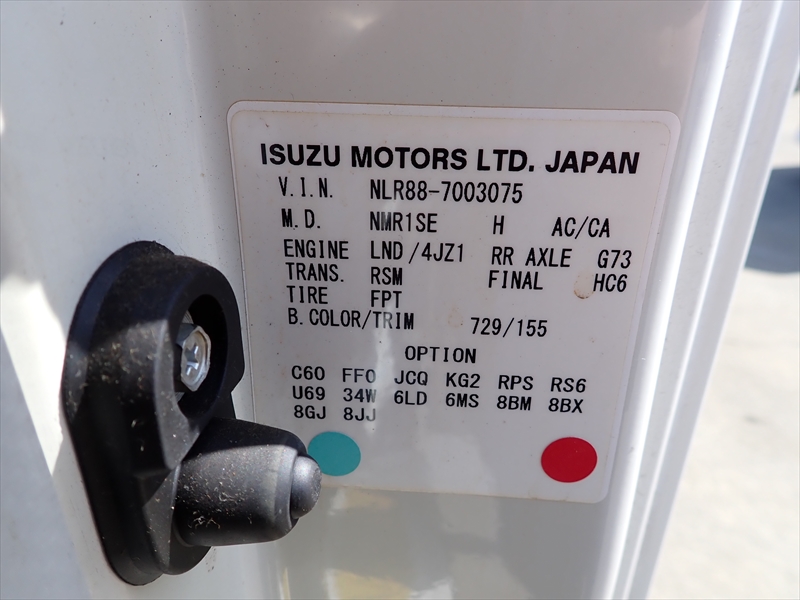 ISUZU MOTORS LTD. JAPAN
V.I.N. NLR88-7003075
M.D. NMR1SE H AC/CA
ENGINE LND/4JZ1 RR AXLE G73
TRANS. RSM FINAL HC6
TIRE FPT
B.COLOR/TRIM 729/155
OPTION
C60 FF0 JCQ KG2 RPS RS6
U69 34W 6LD 6MS 8BM 8BX
8GJ 8JJ